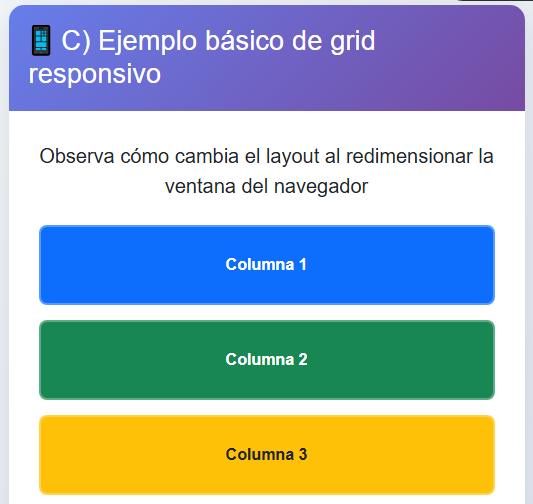 📱 C) Ejemplo básico de grid
responsivo
Observa cómo cambia el layout al redimensionar la
ventana del navegador
Columna 1
Columna 2
Columna 3